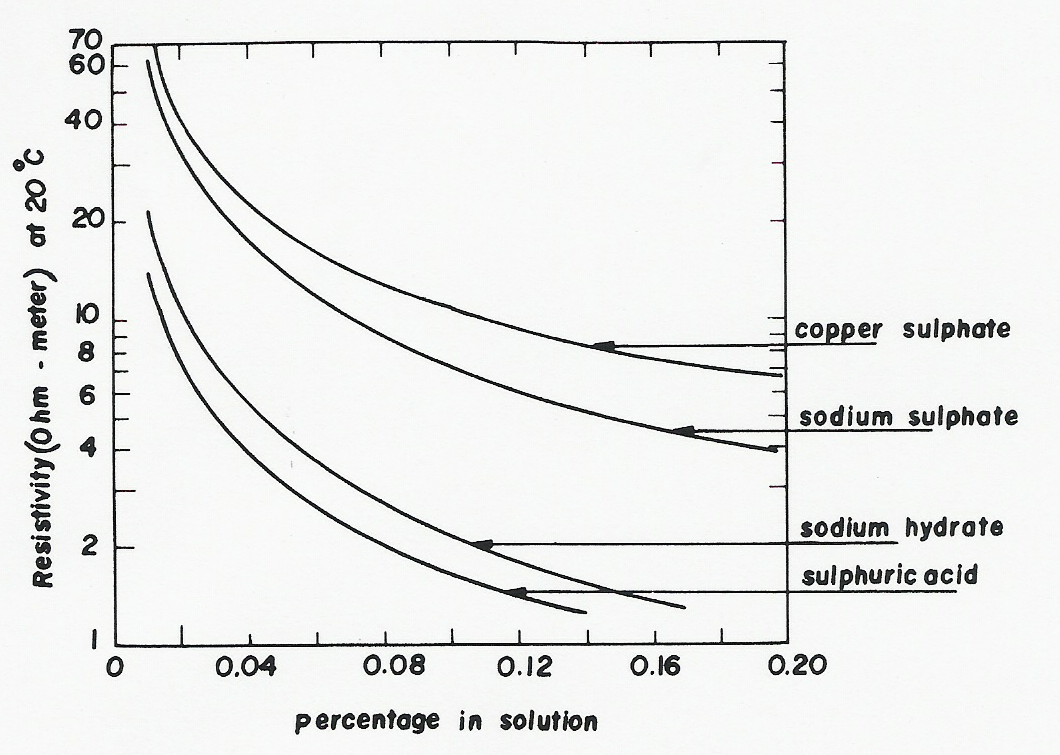 70
60
40
20
10
8
6
4
2
1
Resistivity (Ohm - meter) at 20°C
copper sulphate
sodium sulphate
sodium hydrate
sulphuric acid
0 0.04 0.08 0.12 0.16 0.20
percentage in solution